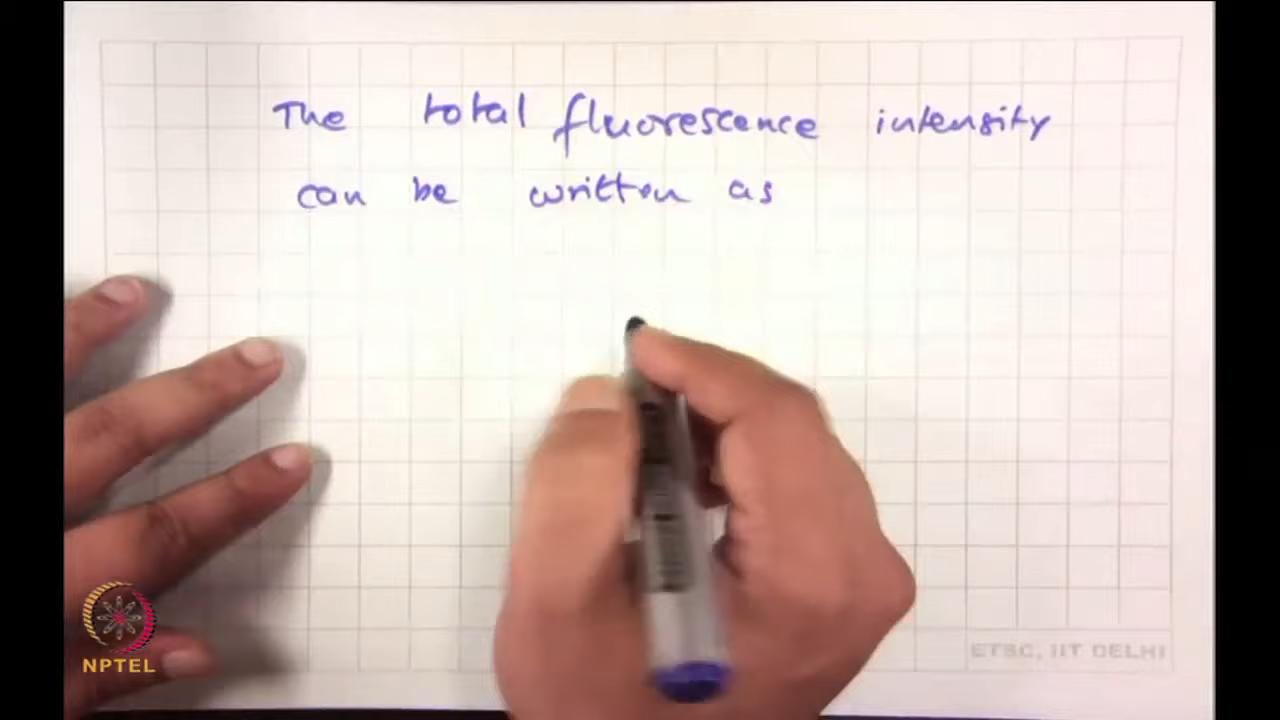 The total fluorescence intensity
can be written as
NPTEL
ETSC, IIT DELHI